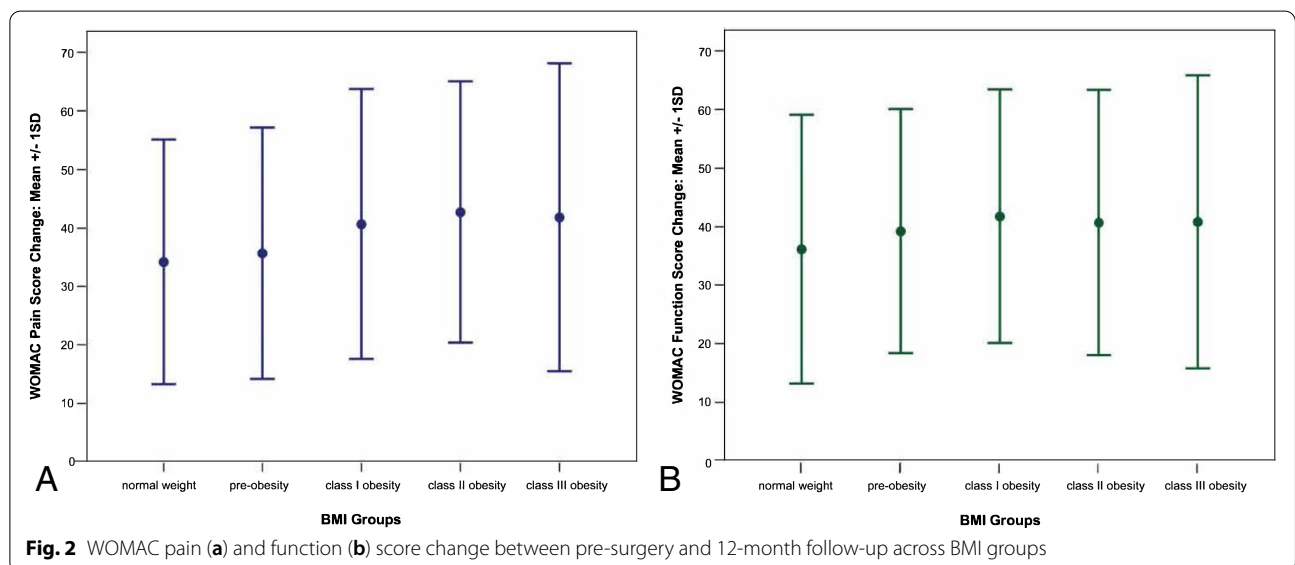 WOMAC Pain Score Change: Mean +/- 1SD
70
60
50
40
30
20
10
0
A
normal weight
pre-obesity
class I obesity
class II obesity
class III obesity
BMI Groups
WOMAC Function Score Change: Mean +/- 1SD
70
60
50
40
30
20
10
0
B
normal weight
pre-obesity
class I obesity
class II obesity
class III obesity
BMI Groups
Fig. 2 WOMAC pain (a) and function (b) score change between pre-surgery and 12-month follow-up across BMI groups